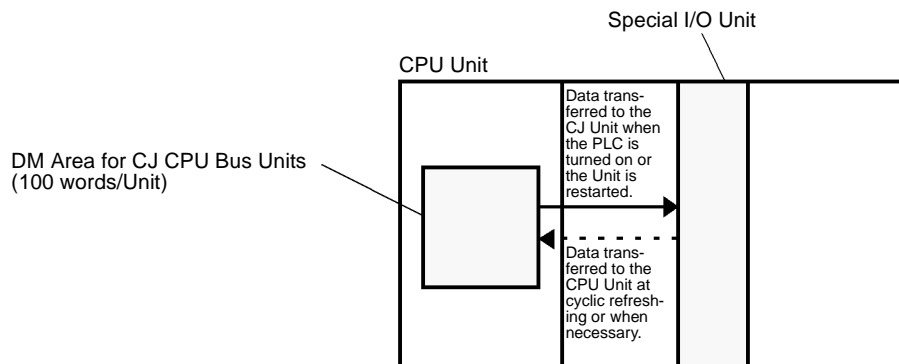 Special I/O Unit
CPU Unit
Data trans-
ferred to the
CJ Unit when
the PLC is
turned on or
the Unit is
restarted.
DM Area for CJ CPU Bus Units
(100 words/Unit)
Data trans-
ferred to the
CPU Unit at
cyclic refresh-
ing or when
necessary.